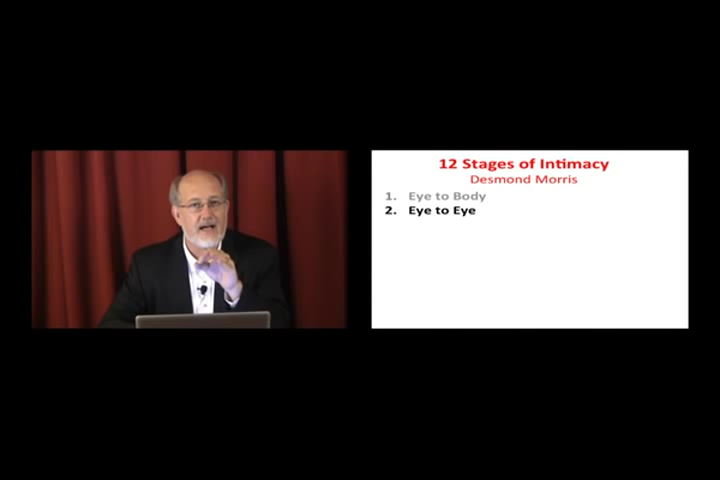 12 Stages of Intimacy
Desmond Morris
1. Eye to Body
2. Eye to Eye